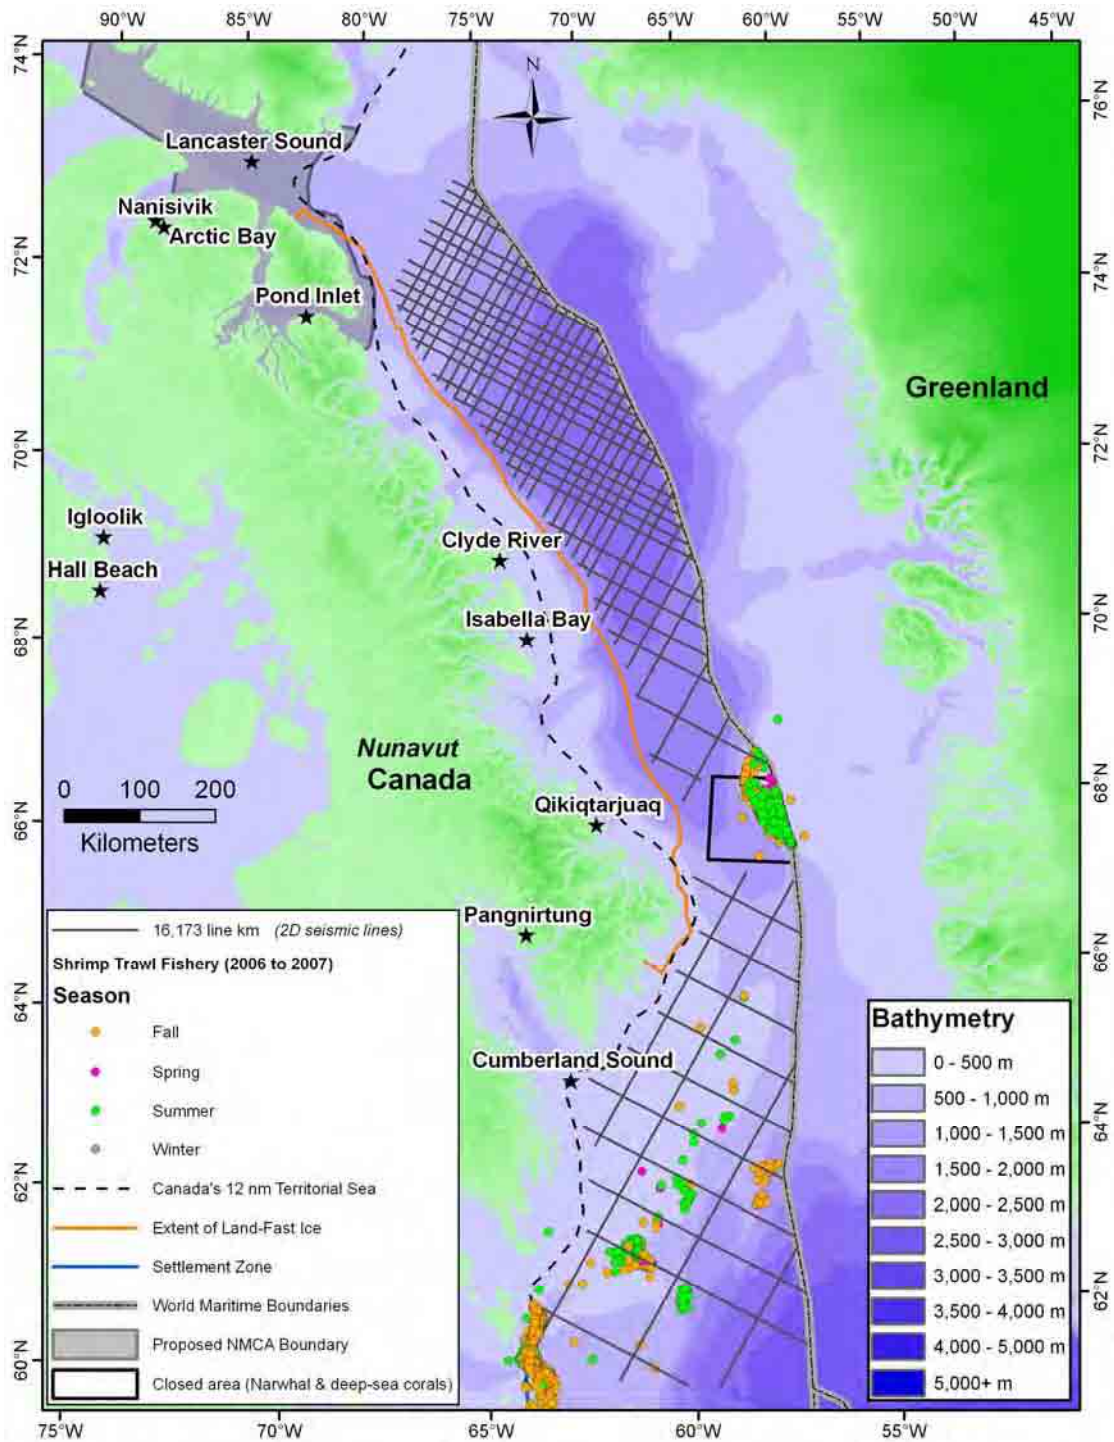 90°W 80°W 75°W 70°W 65°W 60°W 55°W 50°W 45°W
74°N
76°N
N
Lancaster Sound
Nanisivik
Arctic Bay
72°N
74°N
Pond Inlet
Greenland
70°N
72°N
Igloolik
Clyde River
Hall Beach
Isabella Bay
70°N
68°N
Nunavut
Canada
0 100 200
Kilometers
68°N
Qikiqtarjuaq
66°N
Pangnirtung
66°N
16,173 line km (2D seismic lines)
Shrimp Trawl Fishery (2006 to 2007)
Season
Fall
Spring
Summer
Winter
Canada's 12 nm Territorial Sea
Extent of Land-Fast Ice
Settlement Zone
World Maritime Boundaries
Proposed NMCA Boundary
Closed area (Narwhal & deep-sea corals)
64°N
62°N
60°N
Cumberland Sound
Bathymetry
0 - 500 m
500 - 1,000 m
1,000 - 1,500 m
1,500 - 2,000 m
2,000 - 2,500 m
2,500 - 3,000 m
3,000 - 3,500 m
3,500 - 4,000 m
4,000 - 5,000 m
5,000+ m
64°N
62°N
75°W 70°W 65°W 60°W 55°W